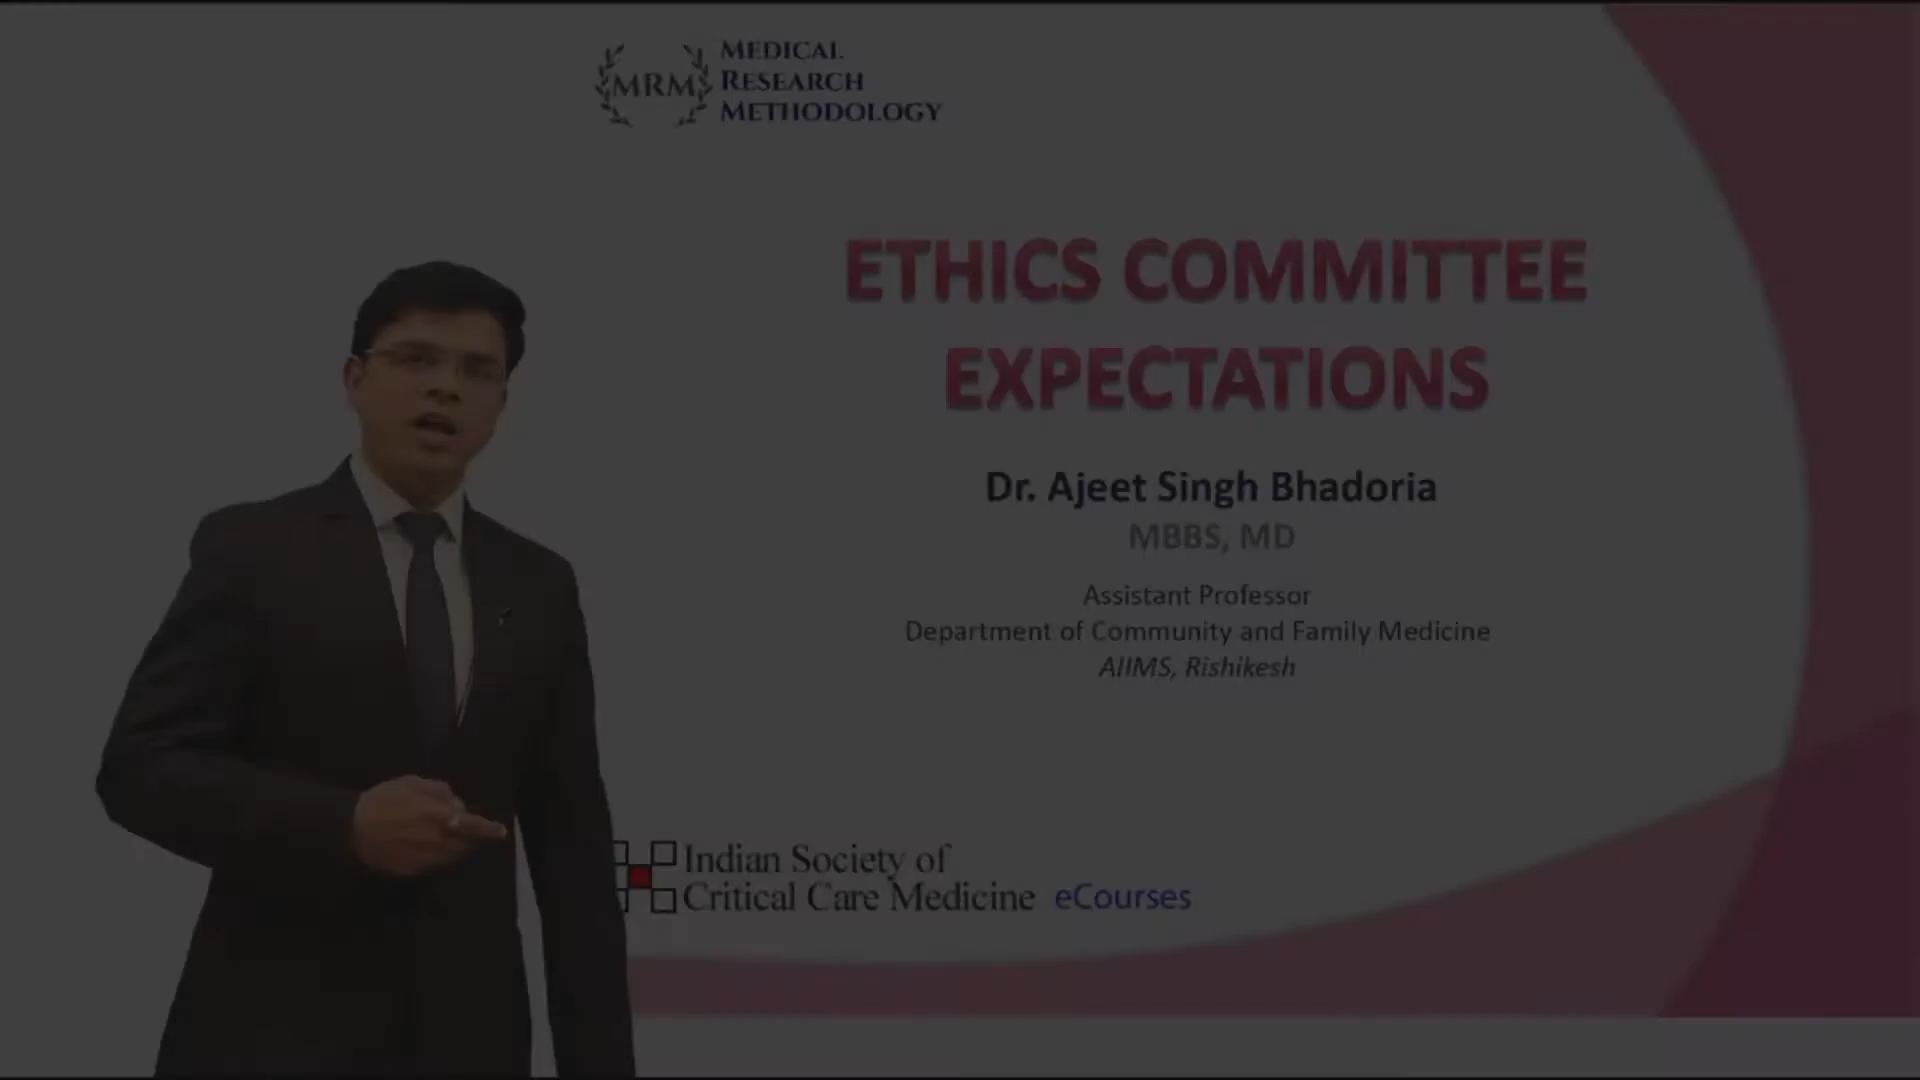 MRM
MEDICAL
RESEARCH
METHODOLOGY
ETHICS COMMITTEE
EXPECTATIONS
Dr. Ajeet Singh Bhadoria
MBBS, MD
Assistant Professor
Department of Community and Family Medicine
AIIMS, Rishikesh
Indian Society of
Critical Care Medicine eCourses